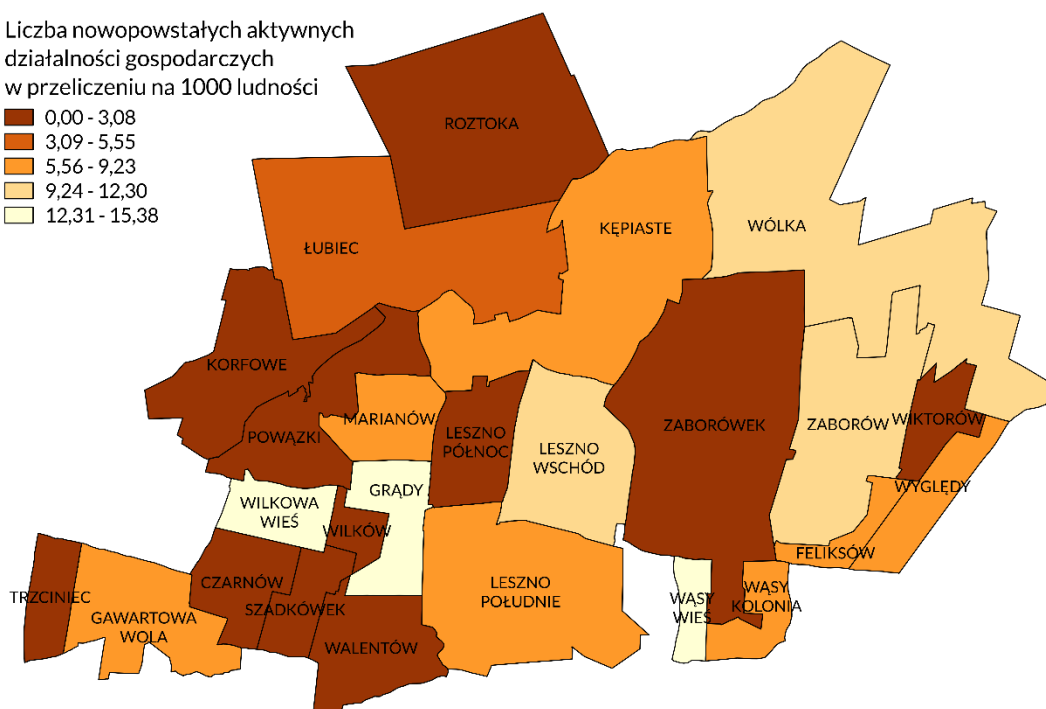 Liczba nowopowstałych aktywnych
działalności gospodarczych
w przeliczeniu na 1000 ludności
0,00 - 3,08
3,09 - 5,55
5,56 - 9,23
9,24 - 12,30
12,31 - 15,38
ROZTOKA
KĘPIASTE
WÓLKA
ŁUBIEC
KORFOWE
MARIANÓW
POWĄZKI
LESZNO
PÓŁNOC
LESZNO
WSCHÓD
ZABORÓWEK
ZABORÓW
WIKTORÓW
WYGLĘDY
GRĄDY
WILKOWA
WIEŚ
WILKÓW
FELIKSÓW
CZARNÓW
SZADKÓWEK
LESZNO
POŁUDNIE
WĄSY
WIEŚ
WĄSY
KOLONIA
TRZCINIEC
GAWARTOWA
WOLA
WALENTÓW